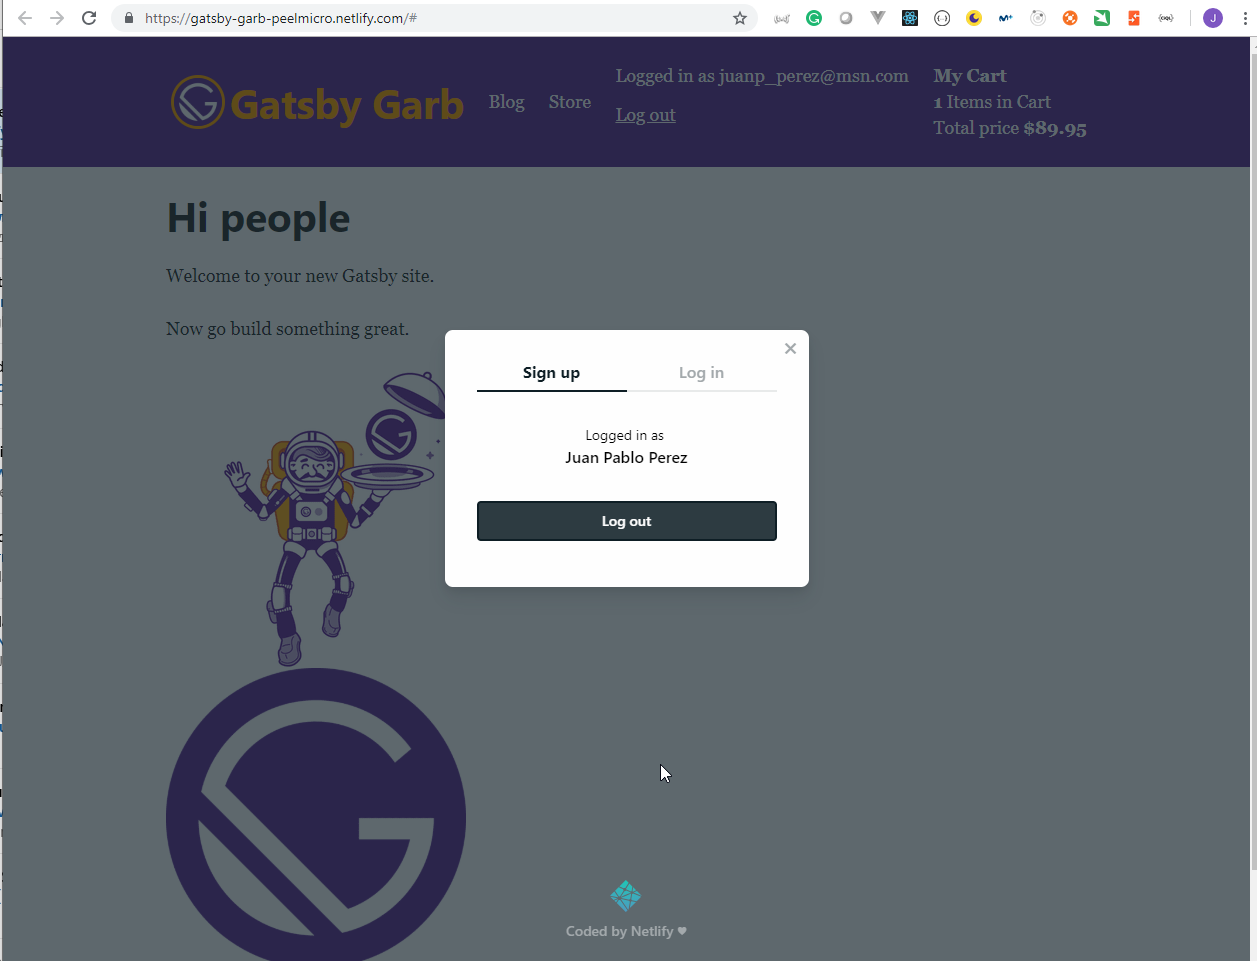 https://gatsby-garb-peelmicro.netlify.com/#
J
Gatsby Garb
Blog
Store
Logged in as juanp_perez@msn.com
Log out
My Cart
1 Items in Cart
Total price $89.95
Hi people
Welcome to your new Gatsby site.
Now go build something great.
Sign up
Log in
Logged in as
Juan Pablo Perez
Log out
Coded by Netlify